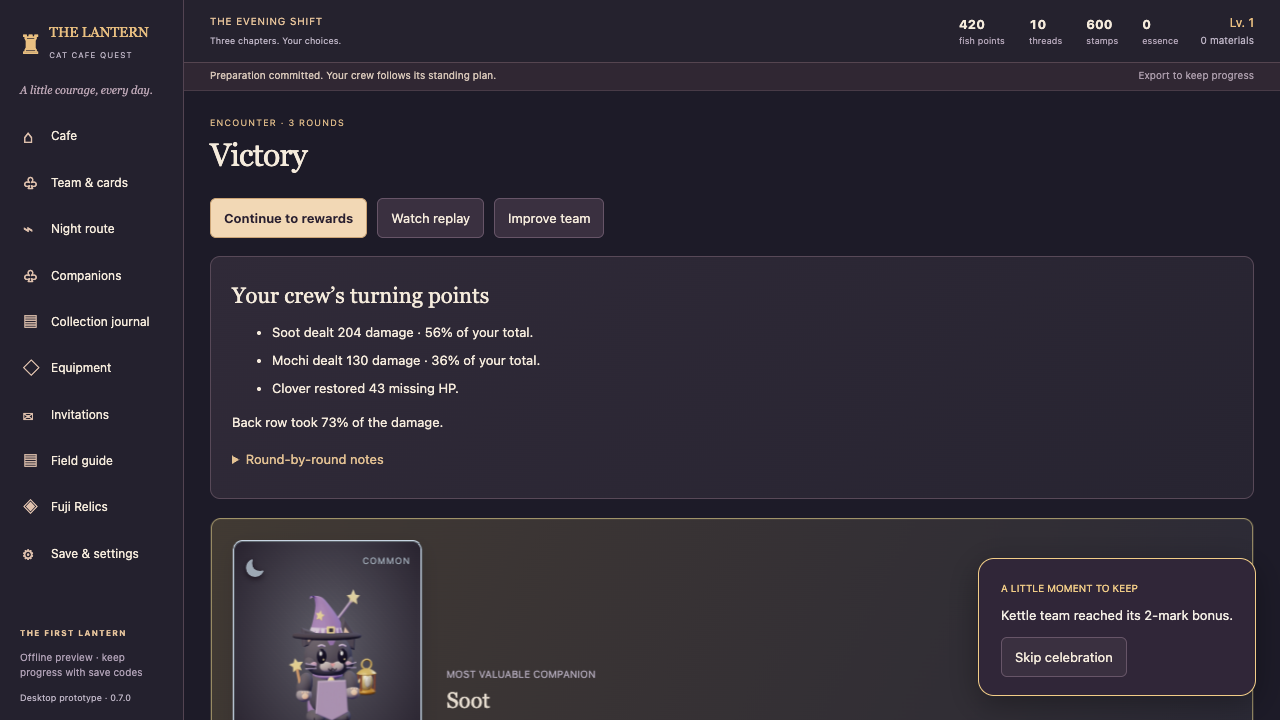 THE LANTERN
CAT CAFE QUEST
A little courage, every day.
Cafe
Team & cards
Night route
Companions
Collection journal
Equipment
Invitations
Field guide
Fuji Relics
Save & settings
THE FIRST LANTERN
Offline preview · keep
progress with save codes
Desktop prototype · 0.7.0
THE EVENING SHIFT
Three chapters. Your choices.
420
fish points
10
threads
600
stamps
0
essence
Lv. 1
0 materials
Preparation committed. Your crew follows its standing plan.
Export to keep progress
ENCOUNTER · 3 ROUNDS
Victory
Continue to rewards
Watch replay
Improve team
Your crew’s turning points
• Soot dealt 204 damage · 56% of your total.
• Mochi dealt 130 damage · 36% of your total.
• Clover restored 43 missing HP.
Back row took 73% of the damage.
Round-by-round notes
COMMON
MOST VALUABLE COMPANION
Soot
A LITTLE MOMENT TO KEEP
Kettle team reached its 2-mark bonus.
Skip celebration